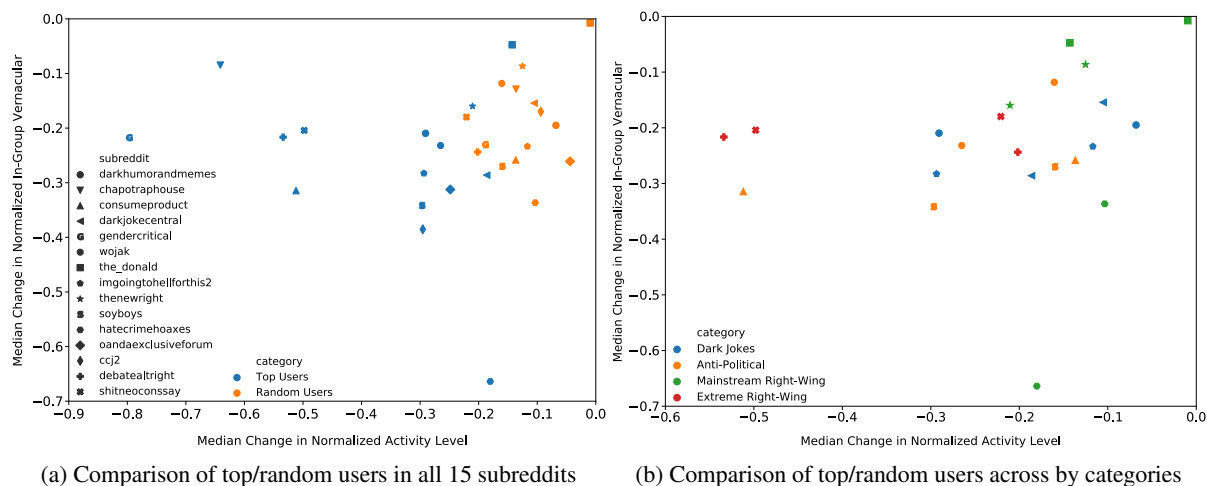 0.0
−0.1
−0.2
−0.3
−0.4
−0.5
−0.6
−0.7
Median Change in Normalized In-Group Vernacular
subreddit
darkhumorandmemes
chapotraphouse
consumeproduct
darkjokecentral
gendercritical
wojak
the_donald
imgoingtohellforthis2
thenewright
soyboys
hatecrimehoaxes
oandaexclusiveforum
ccj2
debatealtright
shitneoconssay
category
Top Users
Random Users
−0.9 −0.8 −0.7 −0.6 −0.5 −0.4 −0.3 −0.2 −0.1 0.0
Median Change in Normalized Activity Level
(a) Comparison of top/random users in all 15 subreddits
0.0
−0.1
−0.2
−0.3
−0.4
−0.5
−0.6
−0.7
Median Change in Normalized In-Group Vernacular
category
Dark Jokes
Anti-Political
Mainstream Right-Wing
Extreme Right-Wing
−0.6 −0.5 −0.4 −0.3 −0.2 −0.1 0.0
Median Change in Normalized Activity Level
(b) Comparison of top/random users across by categories